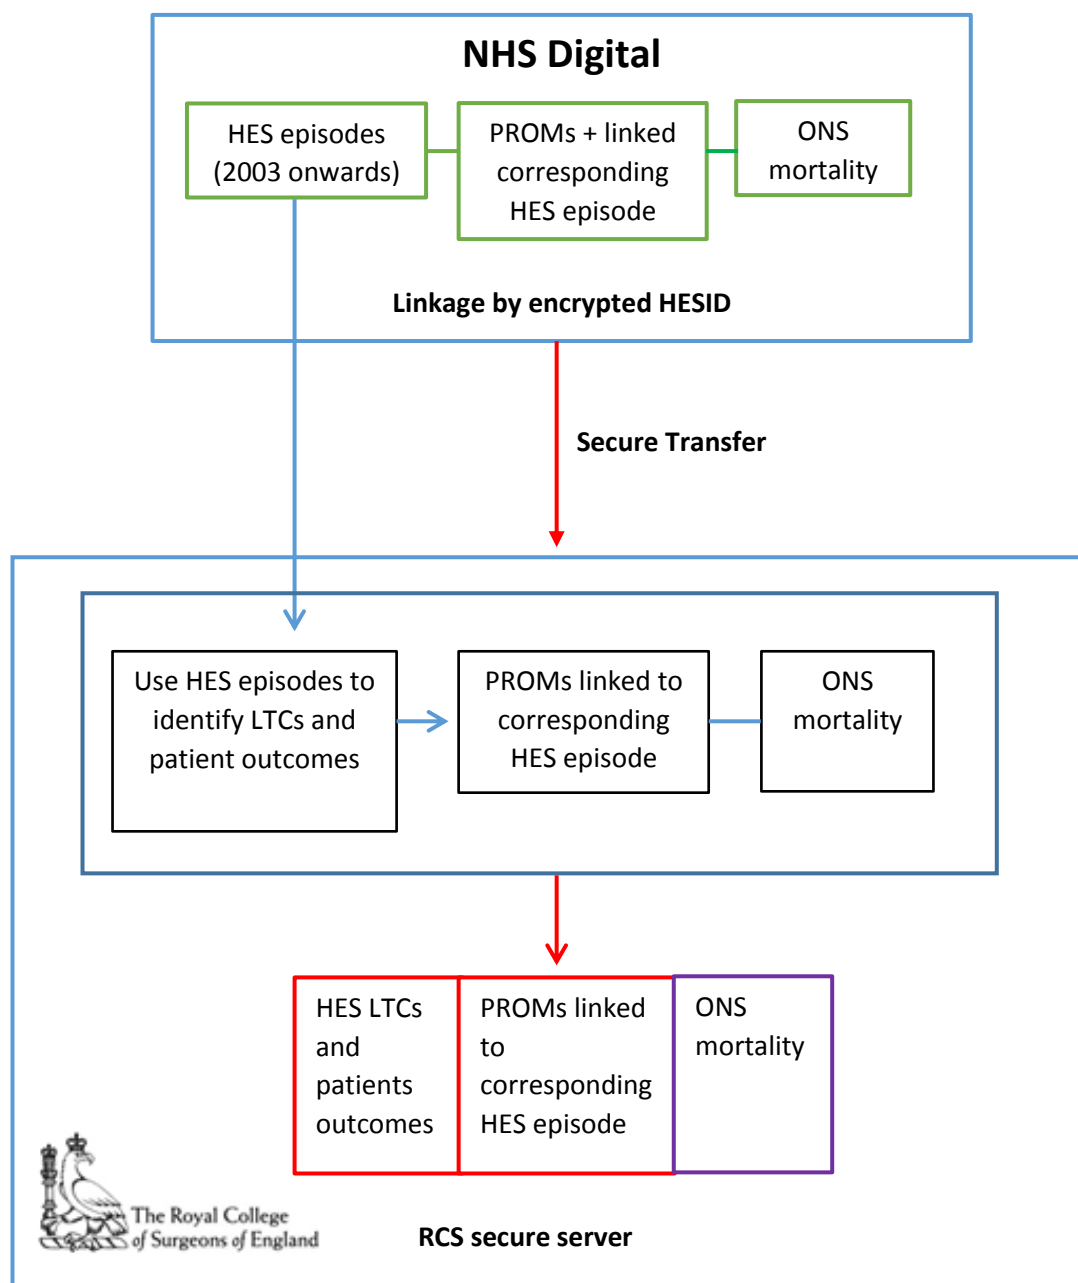 NHS Digital
HES episodes
(2003 onwards)
PROMs + linked
corresponding
HES episode
ONS
mortality
Linkage by encrypted HESID
Secure Transfer
Use HES episodes to
identify LTCs and
patient outcomes
PROMs linked to
corresponding
HES episode
ONS
mortality
HES LTCs
and
patients
outcomes
PROMs linked
to
corresponding
HES episode
ONS
mortality
The Royal College
of Surgeons of England
RCS secure server